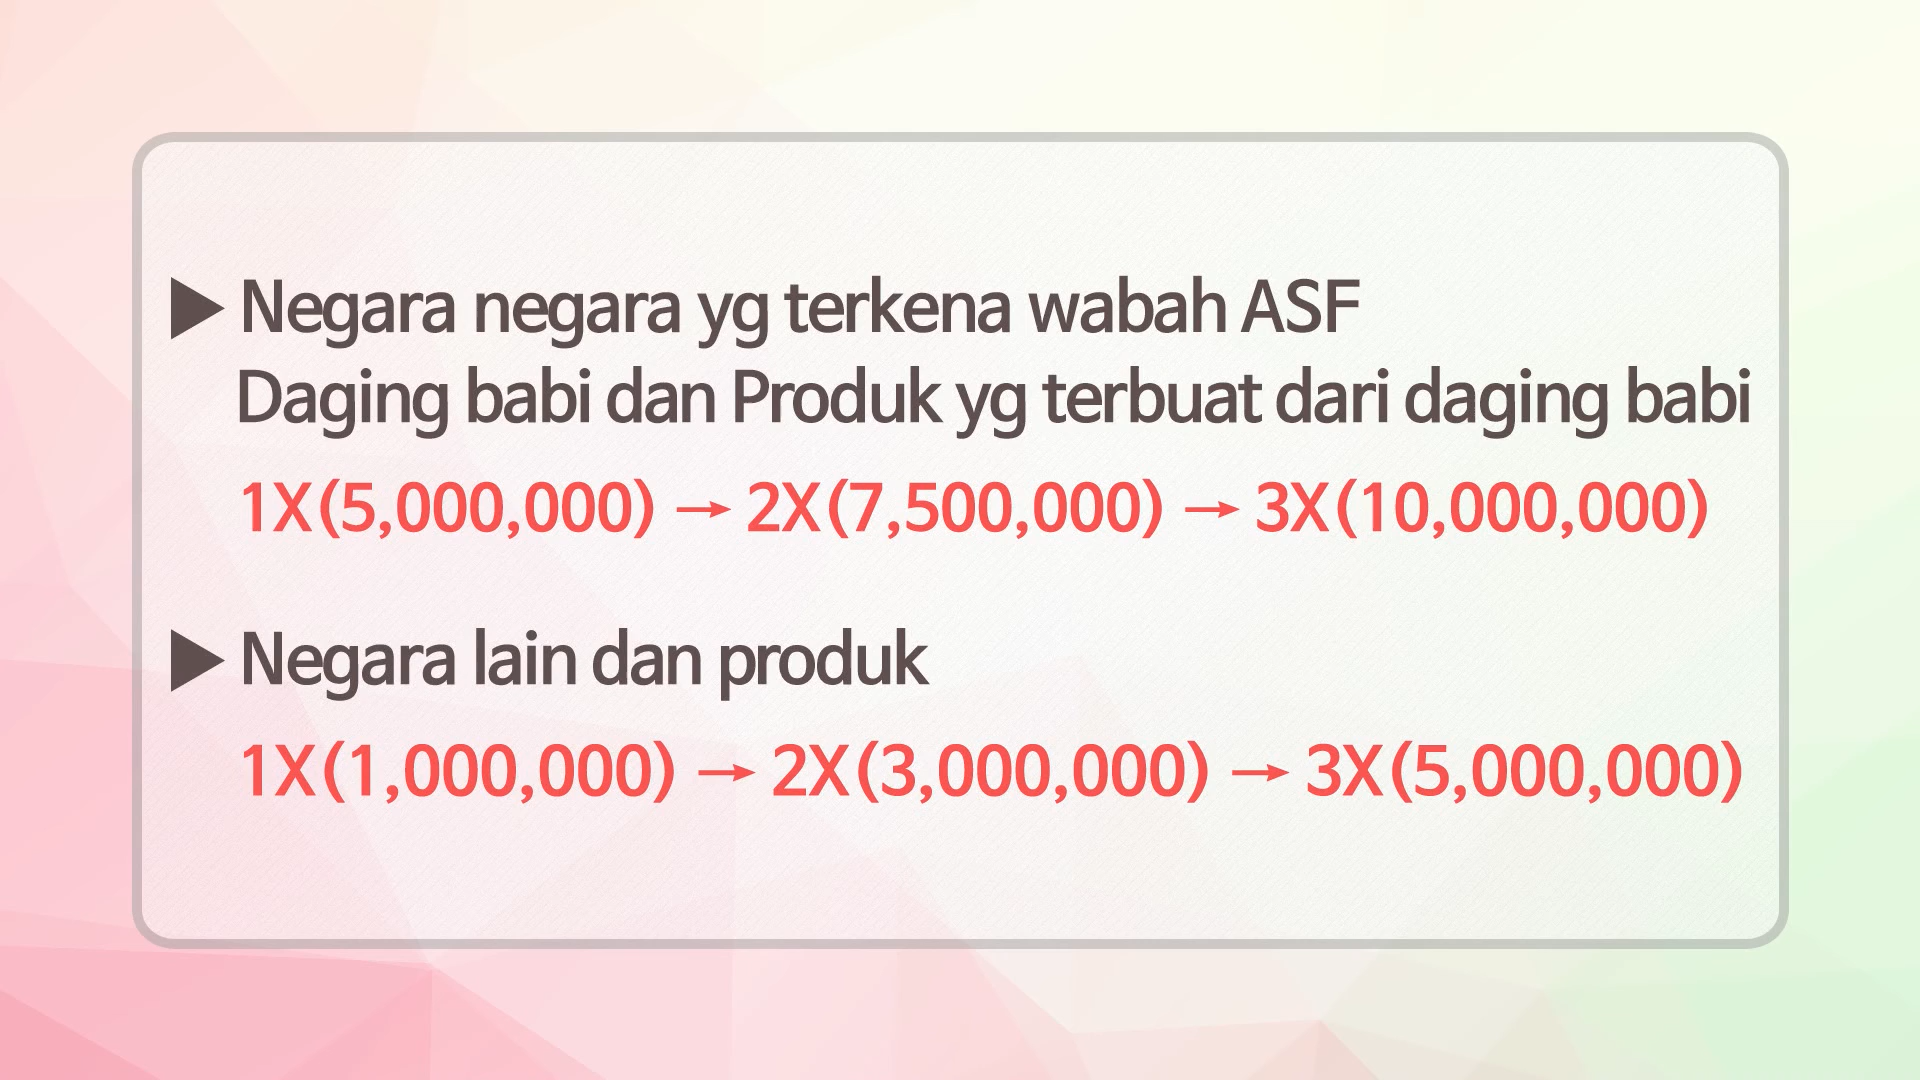 ▶ Negara negara yg terkena wabah ASF
Daging babi dan Produk yg terbuat dari daging babi
1X(5,000,000) → 2X(7,500,000) → 3X(10,000,000)
▶ Negara lain dan produk
1X(1,000,000) → 2X(3,000,000) → 3X(5,000,000)